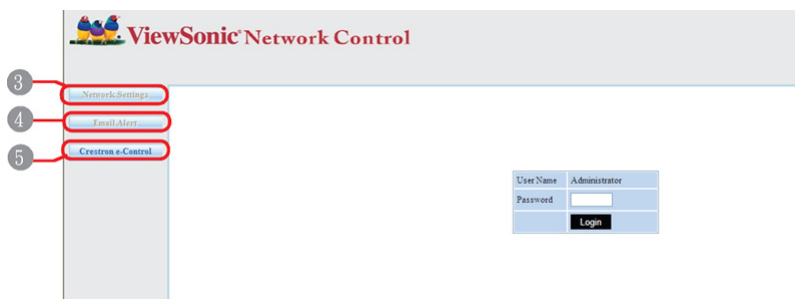 ViewSonic® Network Control
3
Network Settings
4
Email Alert
5
Crestron e-Control
User Name Administrator
Password
Login